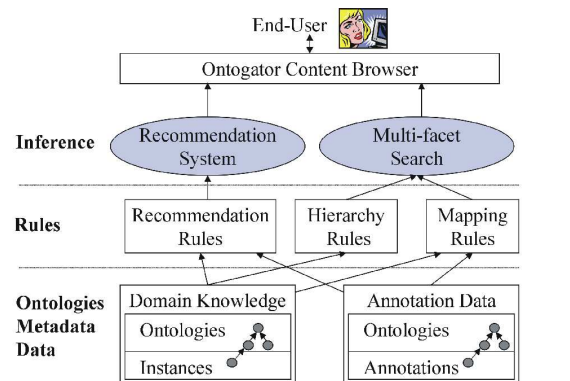 End-User
Ontogator Content Browser
Inference
Recommendation
System
Multi-facet
Search
Rules
Recommendation
Rules
Hierarchy
Rules
Mapping
Rules
Ontologies
Metadata
Data
Domain Knowledge
Ontologies
Instances
Annotation Data
Ontologies
Annotations